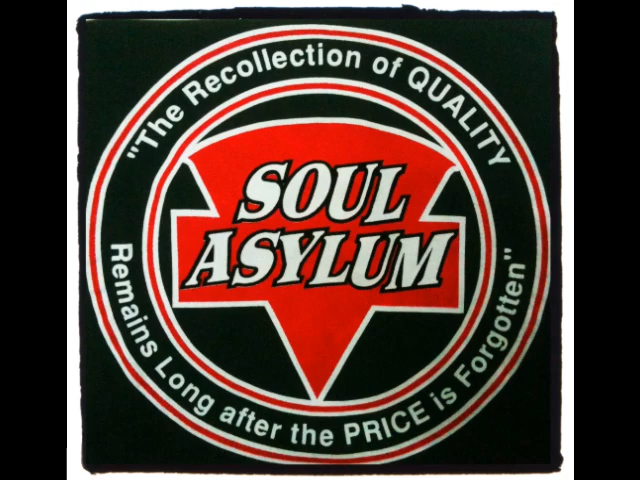 "The Recollection of QUALITY
SOUL
ASYLUM
Remains Long after the PRICE is Forgotten"